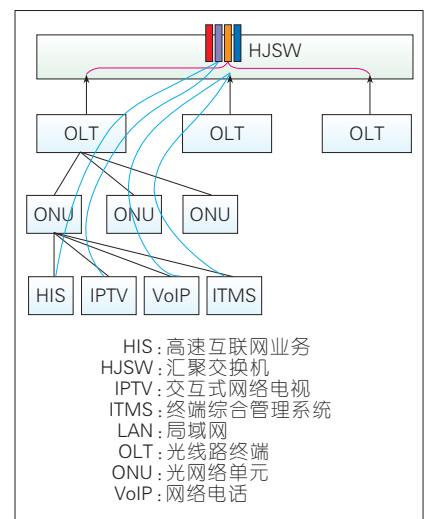 HJSW
OLT OLT OLT
ONU ONU ONU
HIS IPTV VoIP ITMS
HIS：高速互联网业务
HJSW：汇聚交换机
IPTV：交互式网络电视
ITMS：终端综合管理系统
LAN：局域网
OLT：光线路终端
ONU：光网络单元
VoIP：网络电话